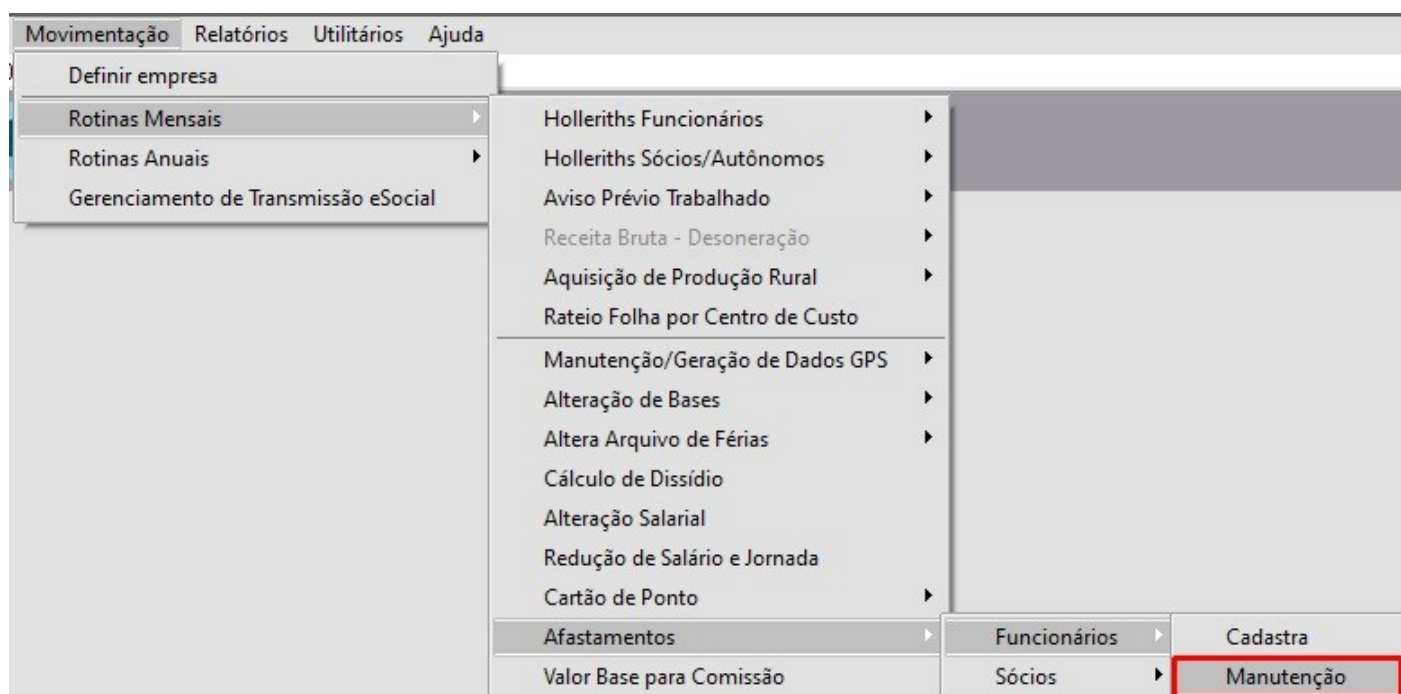 Movimentação Relatórios Utilitários Ajuda
Definir empresa
Rotinas Mensais
Rotinas Anuais
Gerenciamento de Transmissão eSocial
Holleriths Funcionários
Holleriths Sócios/Autônomos
Aviso Prévio Trabalhado
Receita Bruta - Desoneração
Aquisição de Produção Rural
Rateio Folha por Centro de Custo
Manutenção/Geração de Dados GPS
Alteração de Bases
Altera Arquivo de Férias
Cálculo de Dissídio
Alteração Salarial
Redução de Salário e Jornada
Cartão de Ponto
Afastamentos
Valor Base para Comissão
Funcionários
Sócios
Cadastra
Manutenção